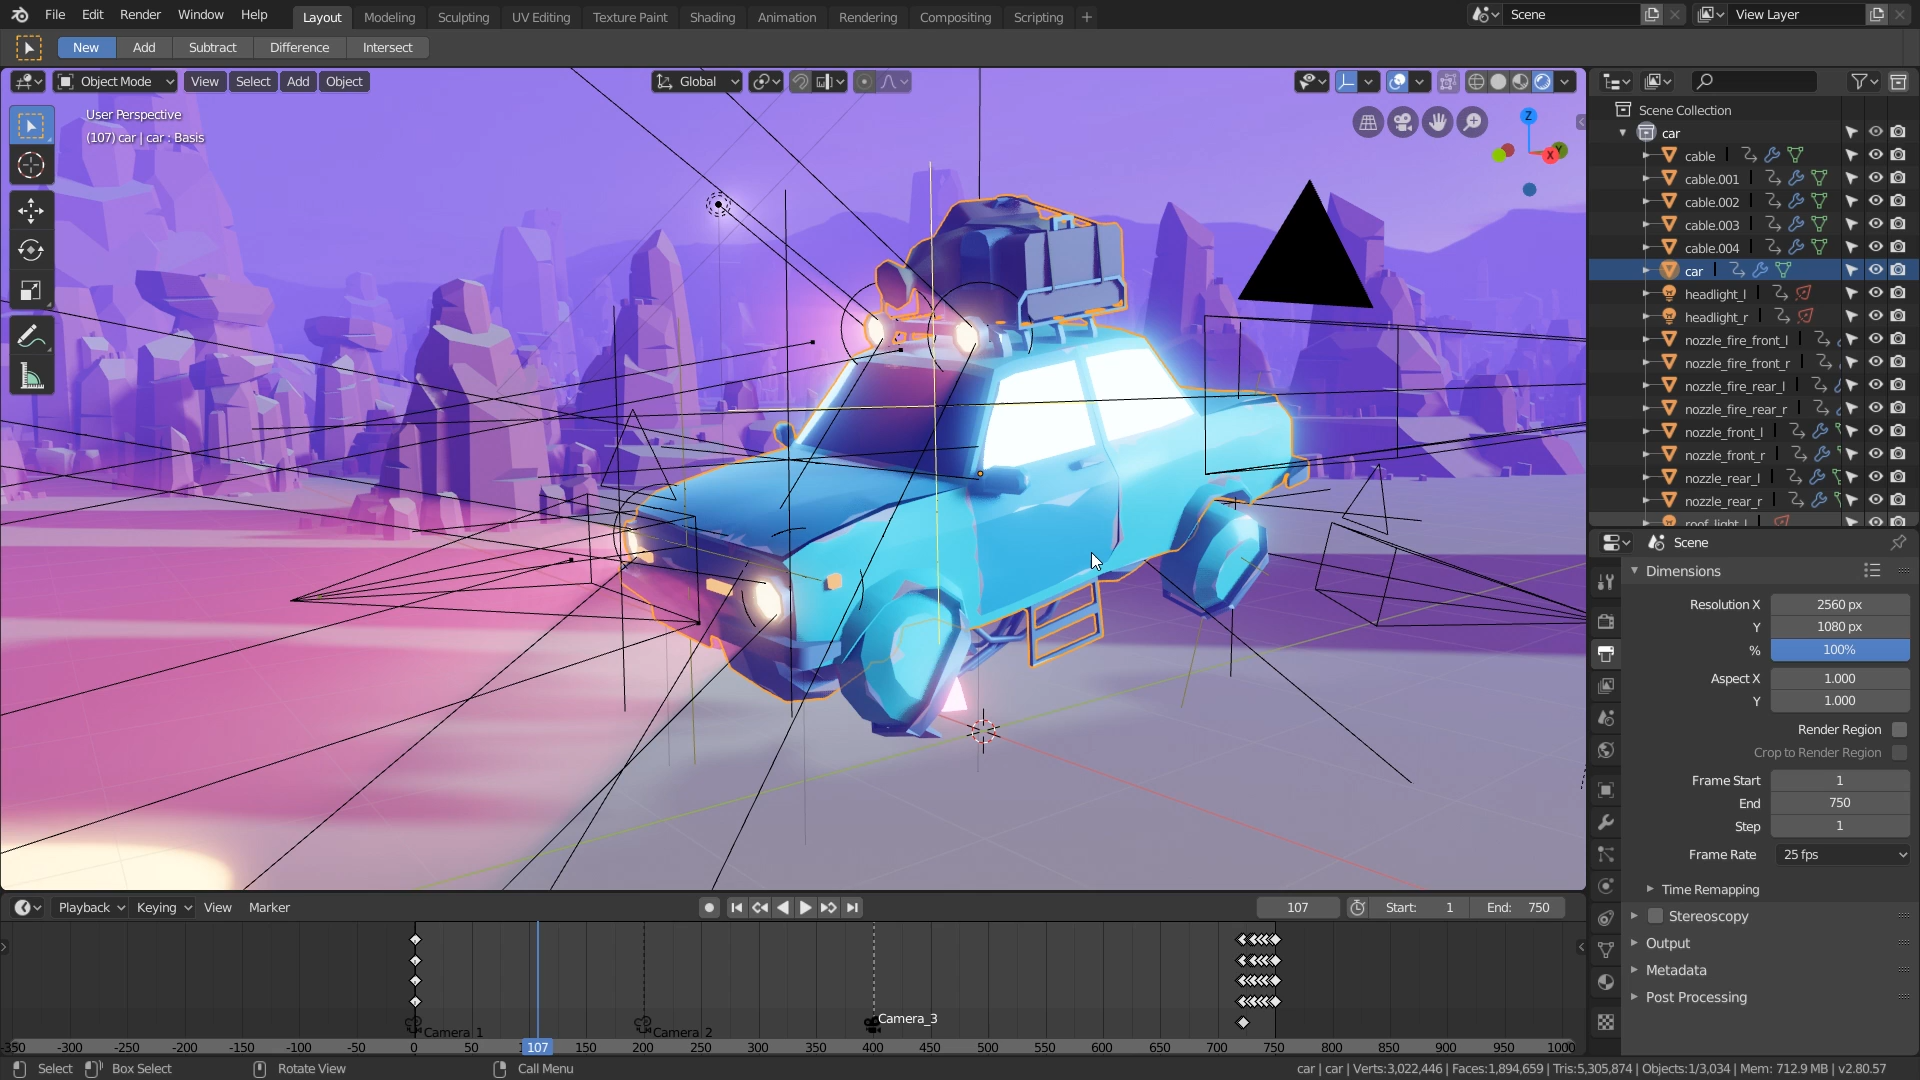 File Edit Render Window Help Layout Modeling Sculpting UV Editing Texture Paint Shading Animation Rendering Compositing Scripting + Scene View Layer
New Add Subtract Difference Intersect
Object Mode View Select Add Object Global
User Perspective
(107) car | car : Basis
Z
X
Y
Scene Collection
car
cable
cable.001
cable.002
cable.003
cable.004
car
headlight_l
headlight_r
nozzle_fire_front_l
nozzle_fire_front_r
nozzle_fire_rear_l
nozzle_fire_rear_r
nozzle_front_l
nozzle_front_r
nozzle_rear_l
nozzle_rear_r
roof_light_l
Scene
Dimensions
Resolution X 2560 px
Y 1080 px
% 100%
Aspect X 1.000
Y 1.000
Render Region
Crop to Render Region
Frame Start 1
End 750
Step 1
Frame Rate 25 fps
Time Remapping
Stereoscopy
Output
Metadata
Post Processing
Playback Keying View Marker 107 Start: 1 End: 750
Camera_1 Camera_2 Camera_3
-350 -300 -250 -200 -150 -100 -50 0 50 107 150 200 250 300 350 400 450 500 550 600 650 700 750 800 850 900 950 1000
Select Box Select Rotate View Call Menu car | car | Verts:3,022,446 | Faces:1,894,659 | Tris:5,305,874 | Objects:1/3,034 | Mem: 712.9 MB | v2.80.57